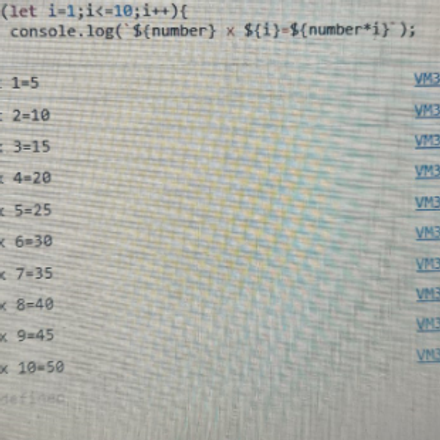 (let i=1;i<=10;i++){
console.log(`${number} x ${i}=${number*i}`);
x 1=5 VM3
x 2=10 VM3
x 3=15 VM3
x 4=20 VM3
x 5=25 VM3
x 6=30 VM3
x 7=35 VM3
x 8=40 VM3
x 9=45 VM3
x 10=50 VM3
defined